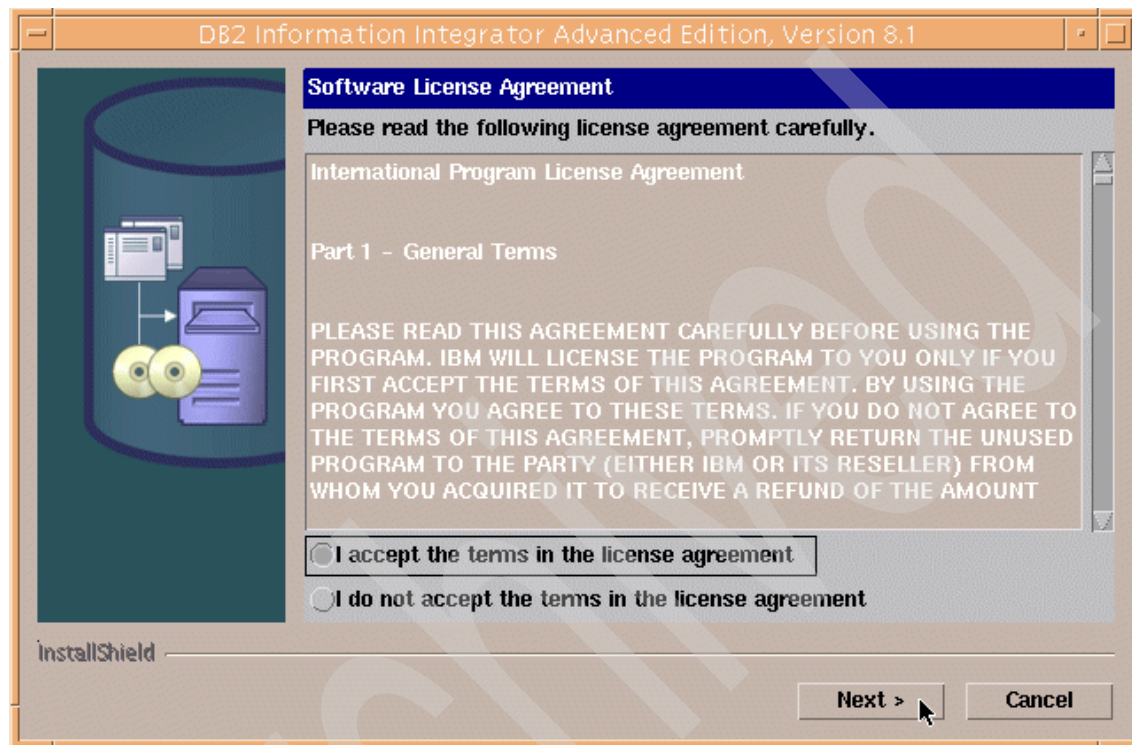 DB2 Information Integrator Advanced Edition, Version 8.1
Software License Agreement
Please read the following license agreement carefully.
International Program License Agreement
Part 1 - General Terms
PLEASE READ THIS AGREEMENT CAREFULLY BEFORE USING THE
PROGRAM. IBM WILL LICENSE THE PROGRAM TO YOU ONLY IF YOU
FIRST ACCEPT THE TERMS OF THIS AGREEMENT. BY USING THE
PROGRAM YOU AGREE TO THESE TERMS. IF YOU DO NOT AGREE TO
THE TERMS OF THIS AGREEMENT, PROMPTLY RETURN THE UNUSED
PROGRAM TO THE PARTY (EITHER IBM OR ITS RESELLER) FROM
WHOM YOU ACQUIRED IT TO RECEIVE A REFUND OF THE AMOUNT
I accept the terms in the license agreement
I do not accept the terms in the license agreement
InstallShield
Next >
Cancel